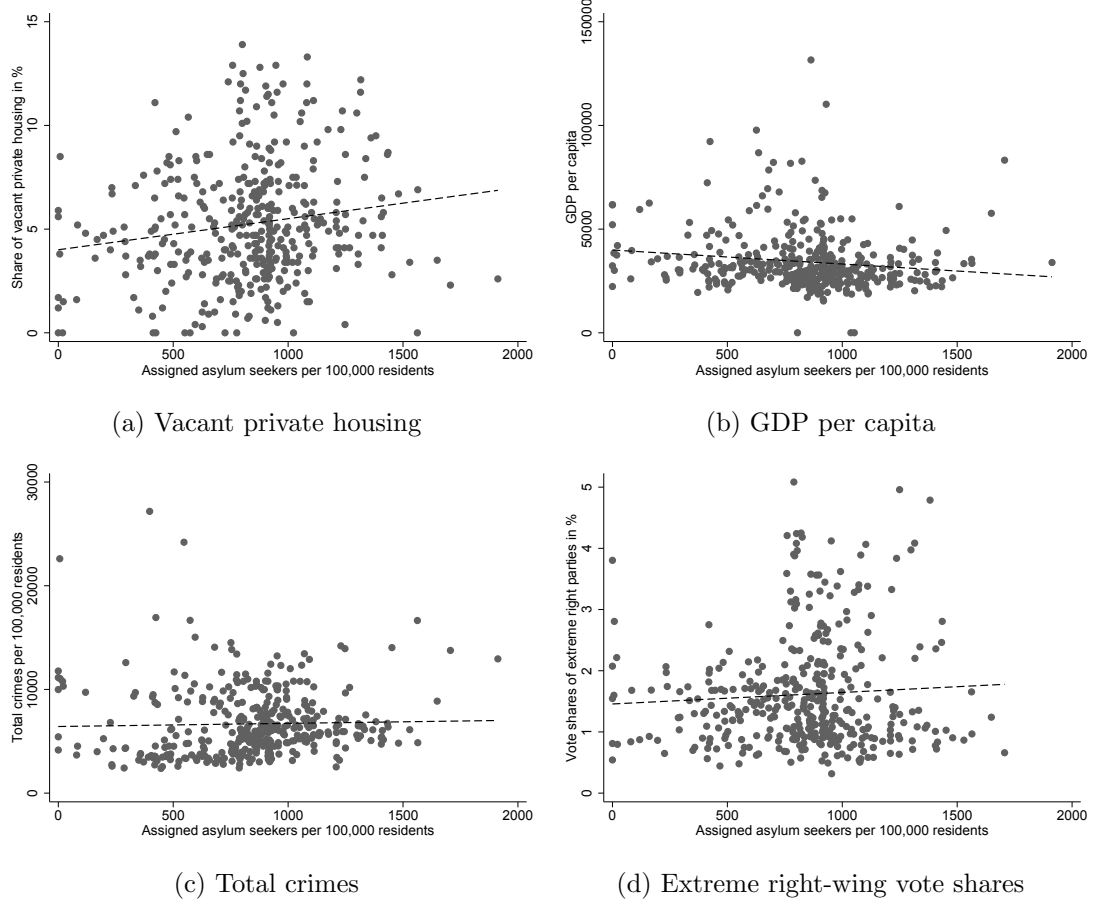 Share of vacant private housing in %
15
10
5
0
0 500 1000 1500 2000
Assigned asylum seekers per 100,000 residents
(a) Vacant private housing
GDP per capita
150000
100000
50000
0
0 500 1000 1500 2000
Assigned asylum seekers per 100,000 residents
(b) GDP per capita
Total crimes per 100,000 residents
30000
20000
10000
0
0 500 1000 1500 2000
Assigned asylum seekers per 100,000 residents
(c) Total crimes
Vote shares of extreme right parties in %
5
4
3
2
1
0
0 500 1000 1500 2000
Assigned asylum seekers per 100,000 residents
(d) Extreme right-wing vote shares